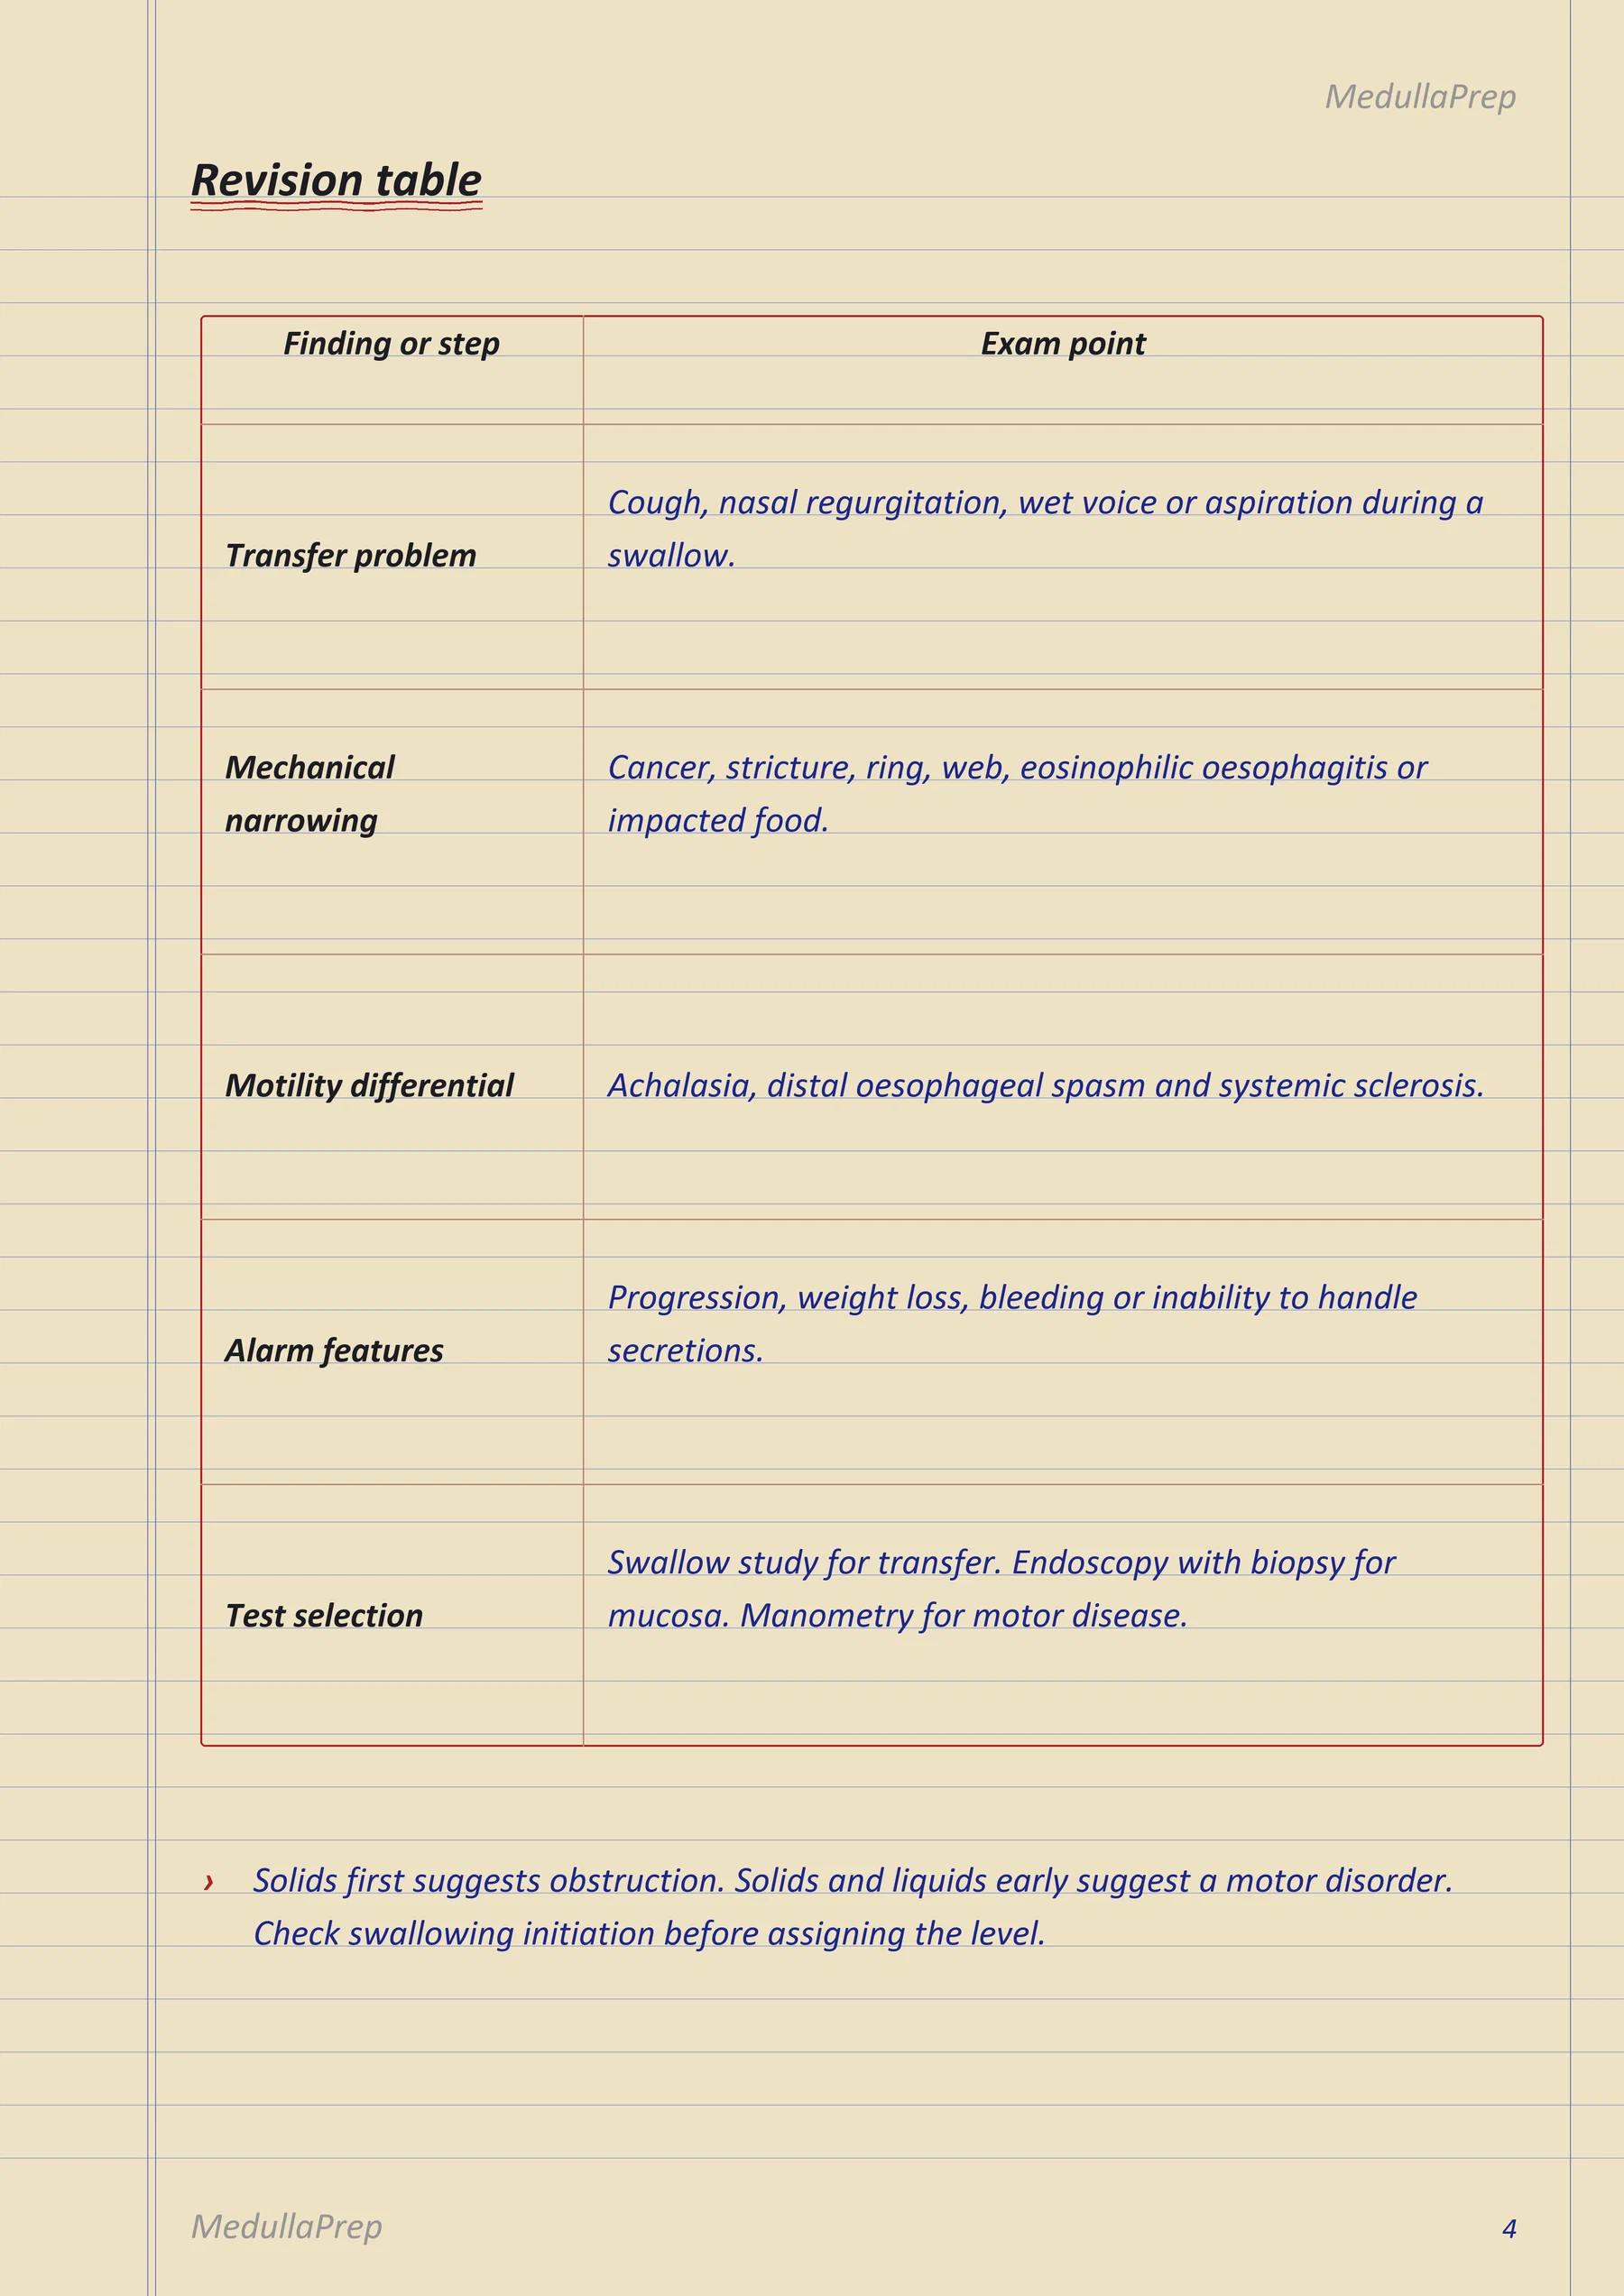 MedullaPrep
Revision table
Finding or step
Exam point
Transfer problem
Cough, nasal regurgitation, wet voice or aspiration during a
swallow.
Mechanical
narrowing
Cancer, stricture, ring, web, eosinophilic oesophagitis or
impacted food.
Motility differential
Achalasia, distal oesophageal spasm and systemic sclerosis.
Alarm features
Progression, weight loss, bleeding or inability to handle
secretions.
Test selection
Swallow study for transfer. Endoscopy with biopsy for
mucosa. Manometry for motor disease.
› Solids first suggests obstruction. Solids and liquids early suggest a motor disorder.
Check swallowing initiation before assigning the level.
MedullaPrep
4